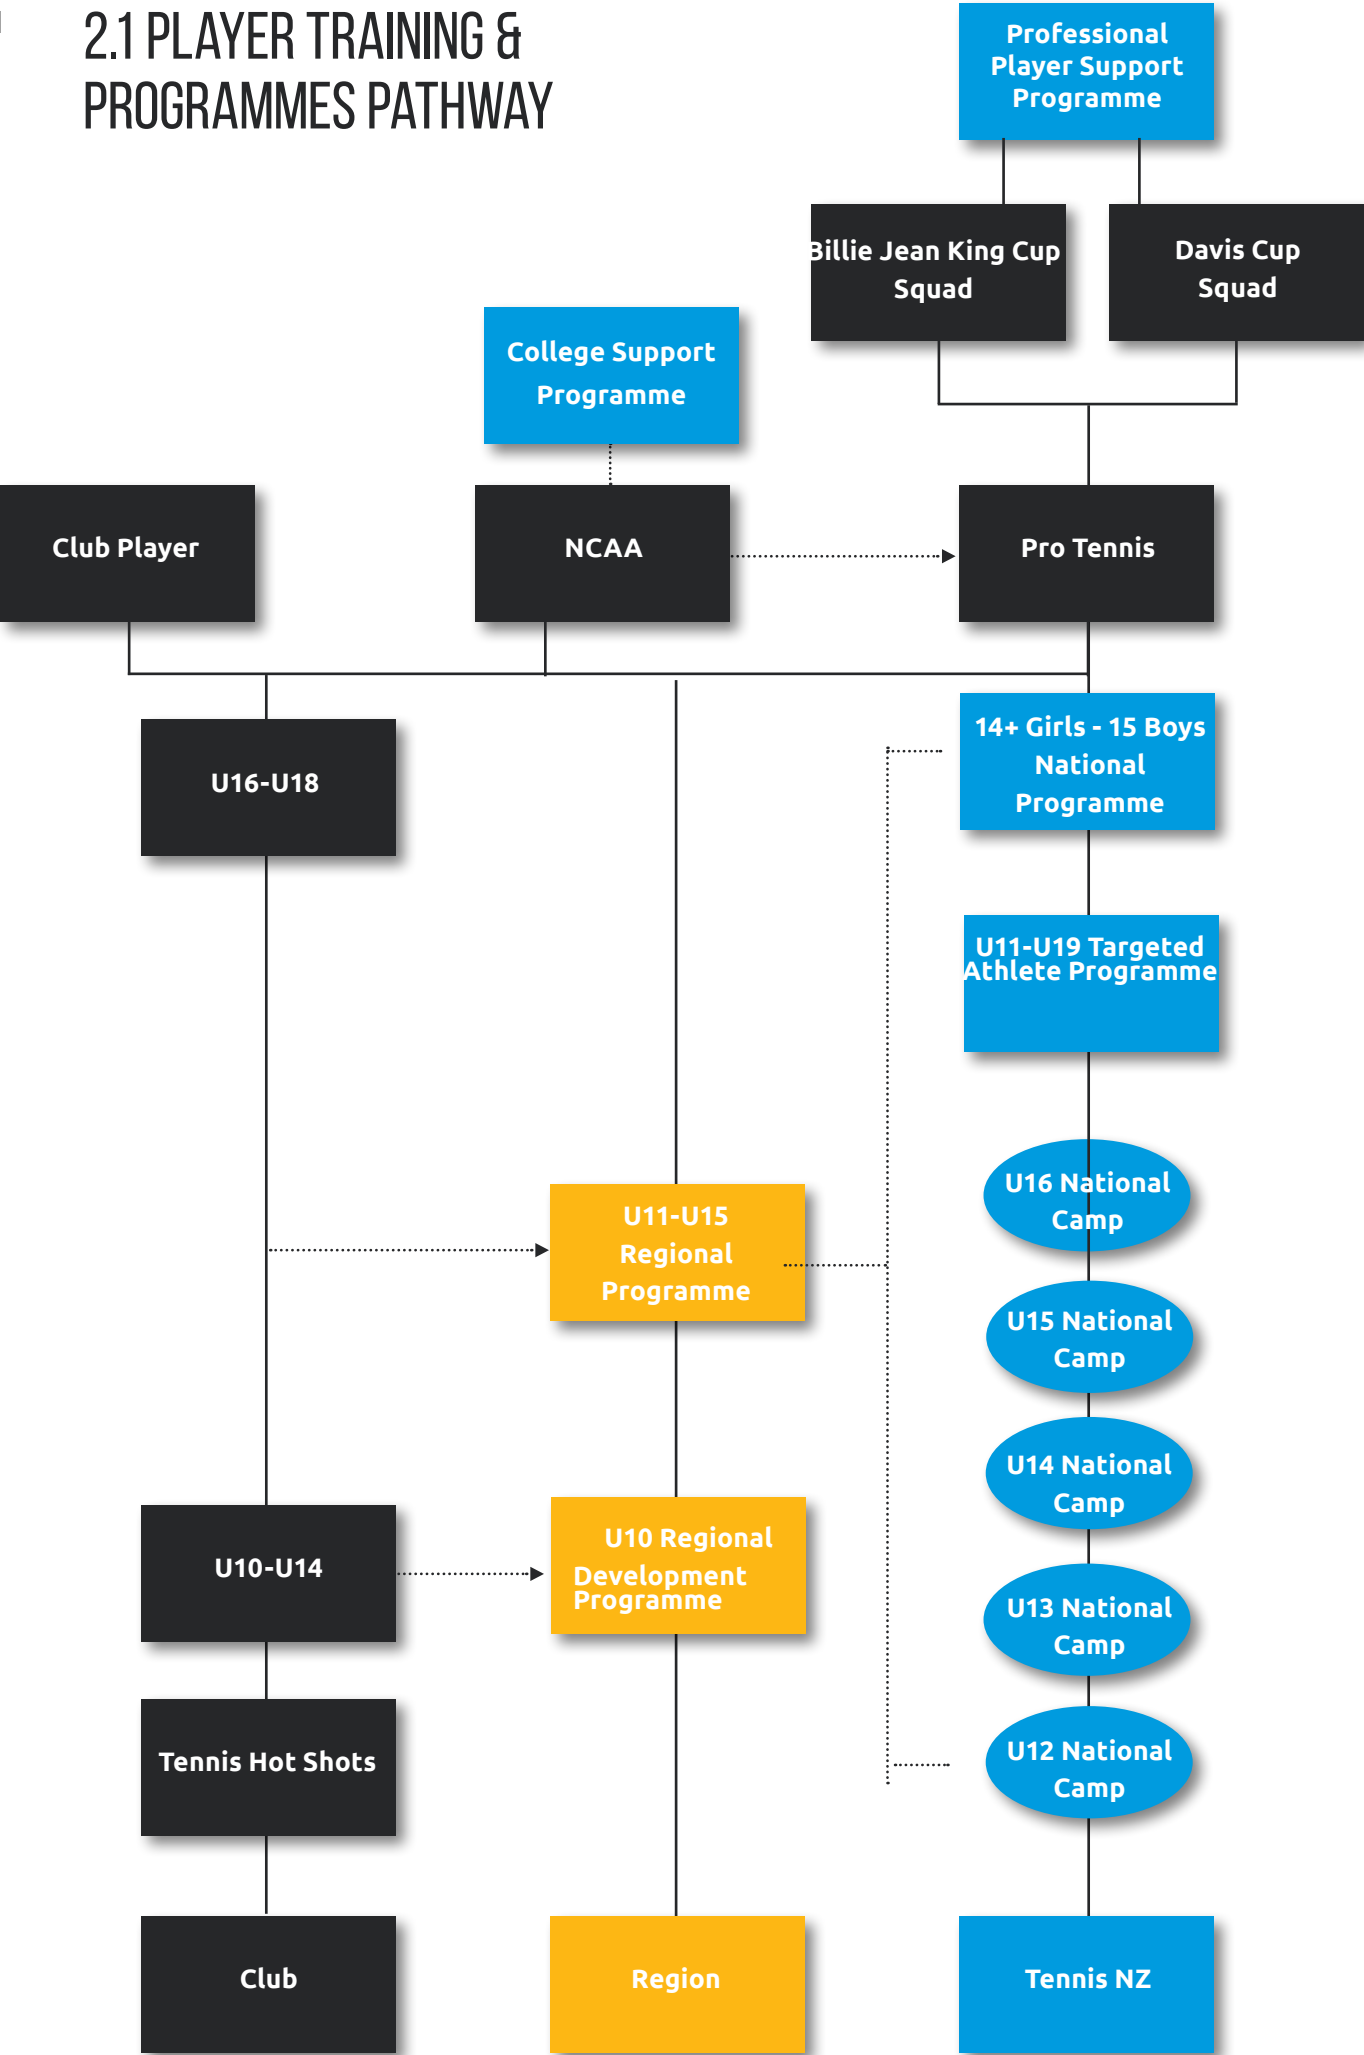 2.1 PLAYER TRAINING &
PROGRAMMES PATHWAY
Professional
Player Support
Programme
Billie Jean King Cup
Squad
Davis Cup
Squad
College Support
Programme
Club Player
NCAA
Pro Tennis
14+ Girls - 15 Boys
National
Programme
U16-U18
U11-U19 Targeted
Athlete Programme
U16 National
Camp
U11-U15
Regional
Programme
U15 National
Camp
U14 National
Camp
U10-U14
U10 Regional
Development
Programme
U13 National
Camp
Tennis Hot Shots
U12 National
Camp
Club
Region
Tennis NZ